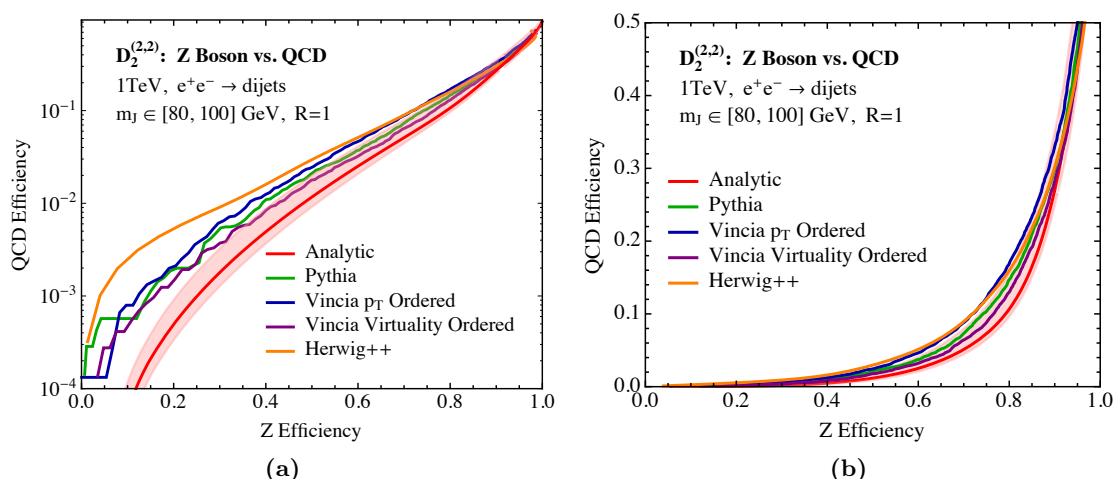 D₂^(2,2): Z Boson vs. QCD
1TeV, e⁺e⁻ → dijets
m_J ∈ [80, 100] GeV, R=1
QCD Efficiency
10⁻¹
10⁻²
10⁻³
10⁻⁴
Analytic
Pythia
Vincia p_T Ordered
Vincia Virtuality Ordered
Herwig++
0.0 0.2 0.4 0.6 0.8 1.0
Z Efficiency
(a)
D₂^(2,2): Z Boson vs. QCD
1TeV, e⁺e⁻ → dijets
m_J ∈ [80, 100] GeV, R=1
QCD Efficiency
0.5
0.4
0.3
0.2
0.1
0.0
Analytic
Pythia
Vincia p_T Ordered
Vincia Virtuality Ordered
Herwig++
0.0 0.2 0.4 0.6 0.8 1.0
Z Efficiency
(b)